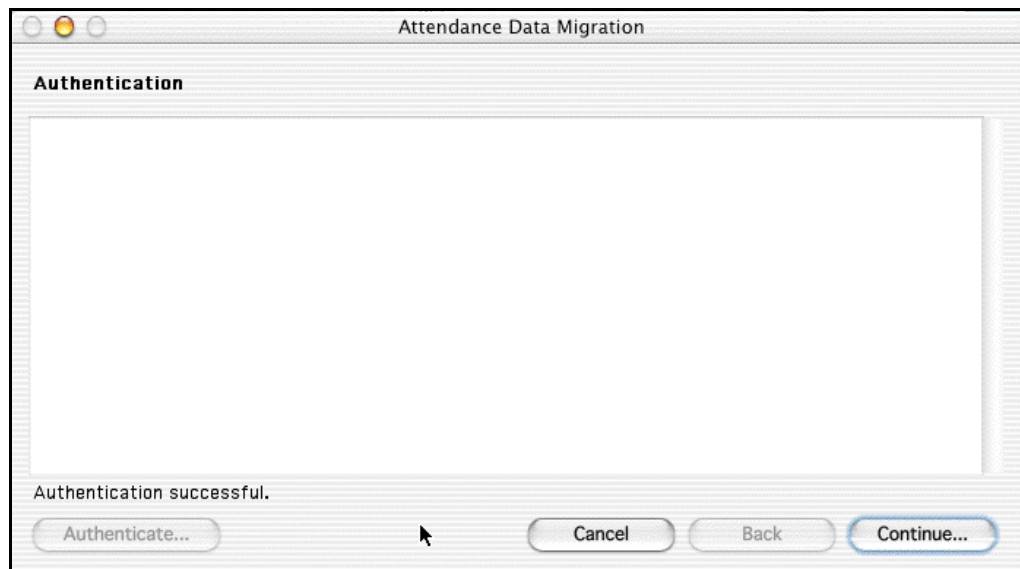 Attendance Data Migration
Authentication
Authentication successful.
Authenticate... Cancel Back Continue...